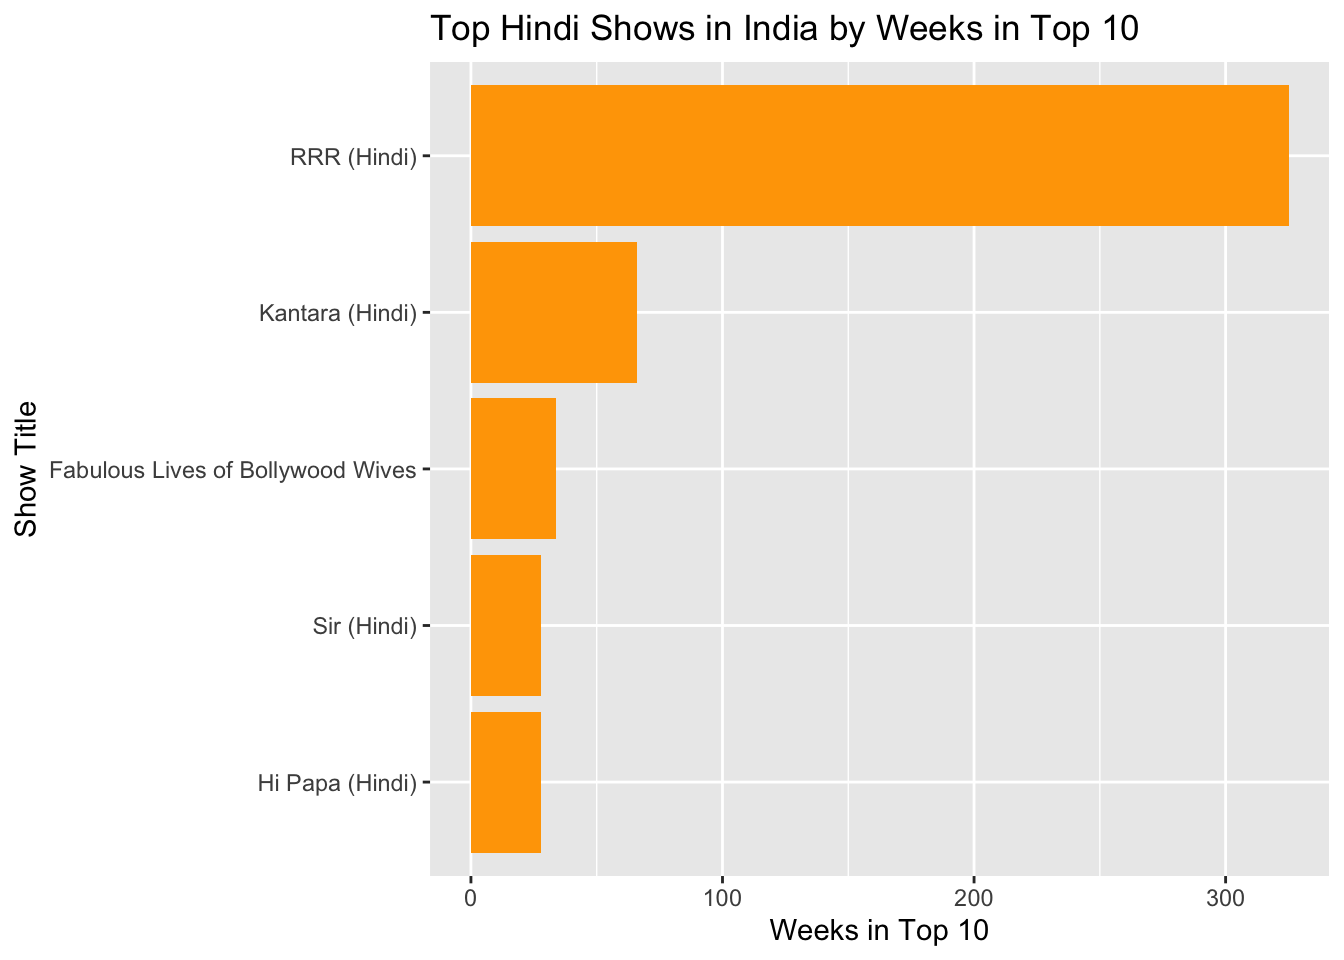 Top Hindi Shows in India by Weeks in Top 10
Show Title
RRR (Hindi)
Kantara (Hindi)
Fabulous Lives of Bollywood Wives
Sir (Hindi)
Hi Papa (Hindi)
0 100 200 300
Weeks in Top 10